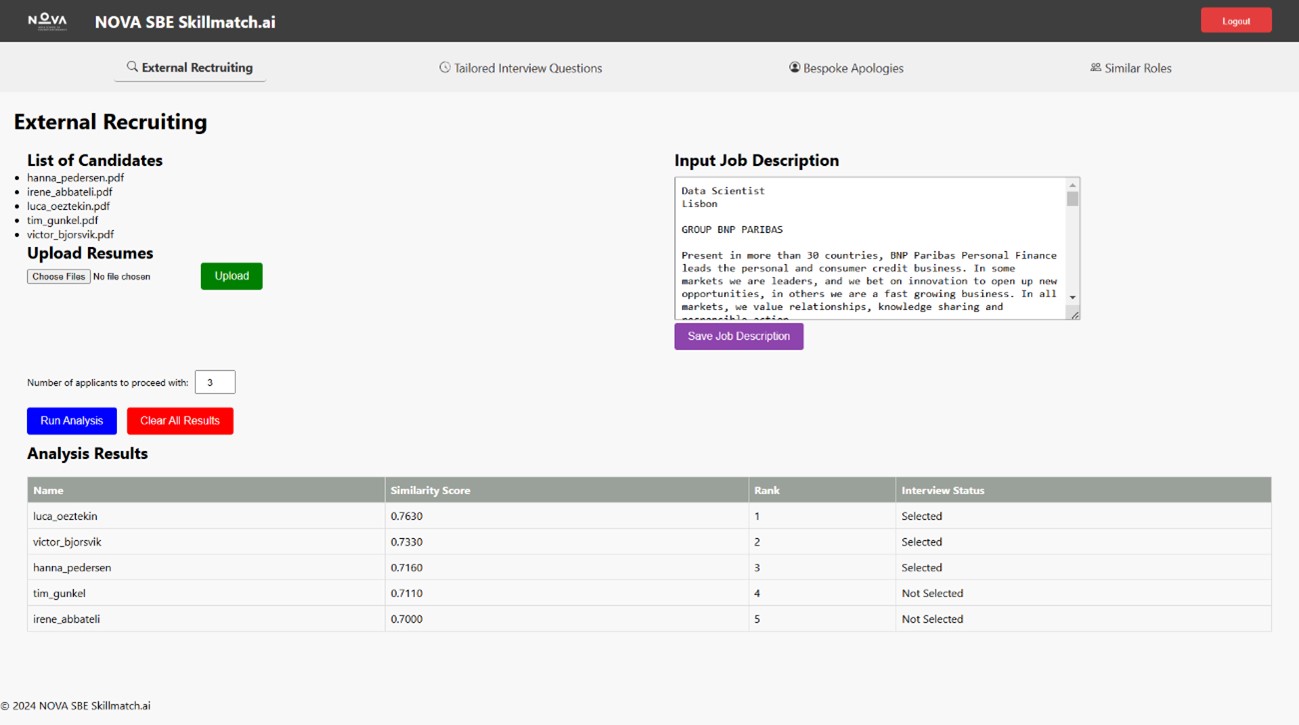 NOVA
NOVA SBE Skillmatch.ai
Logout
External Rectruiting
Tailored Interview Questions
Bespoke Apologies
Similar Roles
External Recruiting
List of Candidates
hanna_pedersen.pdf
irene_abbateli.pdf
luca_oeztekin.pdf
tim_gunkel.pdf
victor_bjorsvik.pdf
Upload Resumes
Choose Files No file chosen
Upload
Input Job Description
Data Scientist
Lisbon
GROUP BNP PARIBAS
Present in more than 30 countries, BNP Paribas Personal Finance
leads the personal and consumer credit business. In some
markets we are leaders, and we bet on innovation to open up new
opportunities, in others we are a fast growing business. In all
markets, we value relationships, knowledge sharing and
responsible action
Save Job Description
Number of applicants to proceed with: 3
Run Analysis
Clear All Results
Analysis Results
Name Similarity Score Rank Interview Status
luca_oeztekin 0.7630 1 Selected
victor_bjorsvik 0.7330 2 Selected
hanna_pedersen 0.7160 3 Selected
tim_gunkel 0.7110 4 Not Selected
irene_abbateli 0.7000 5 Not Selected
© 2024 NOVA SBE Skillmatch.ai